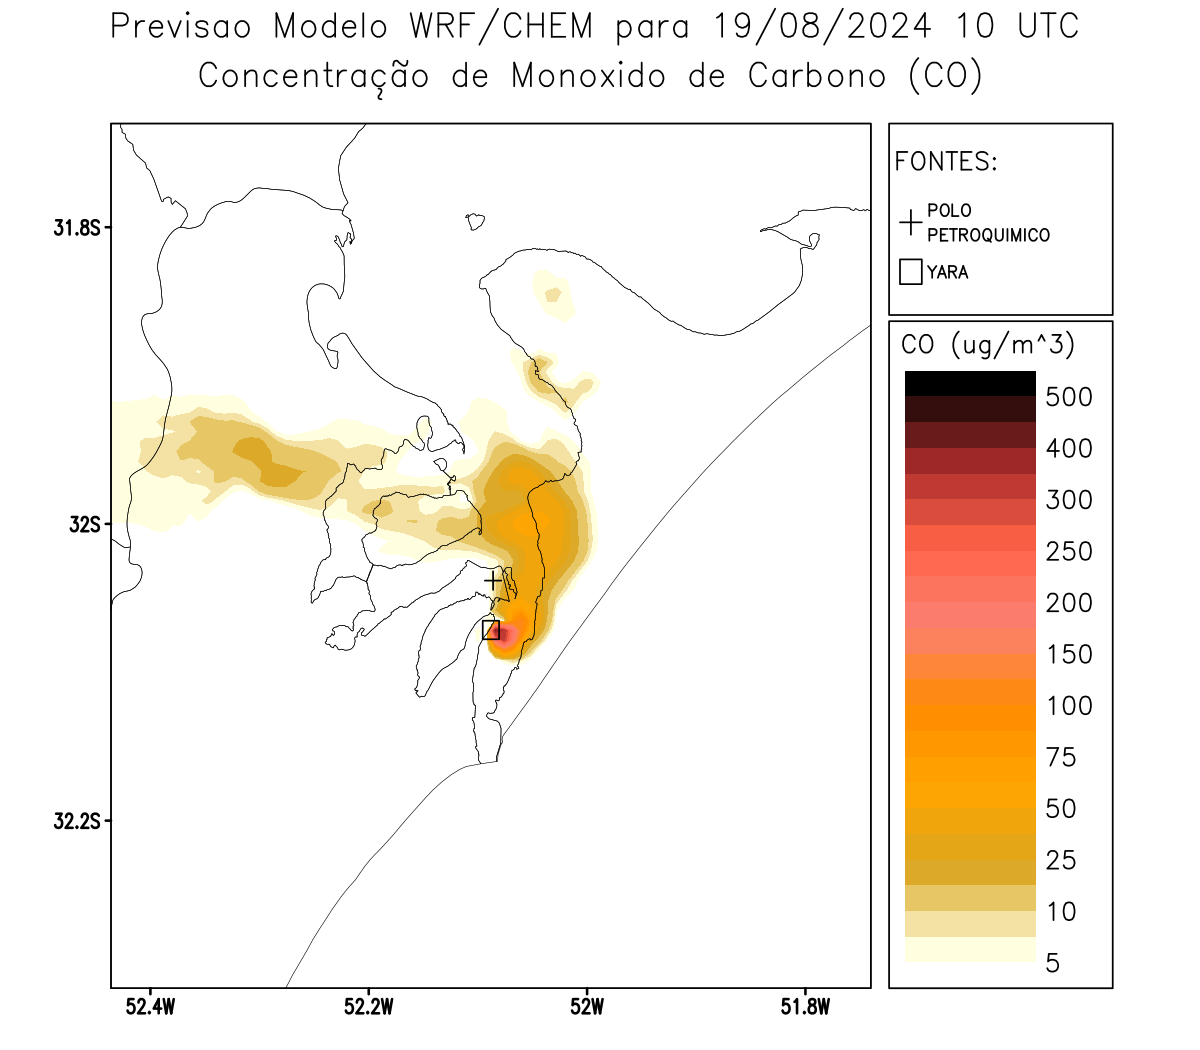 Previsao Modelo WRF/CHEM para 19/08/2024 10 UTC
Concentração de Monoxido de Carbono (CO)
FONTES:
POLO
PETROQUIMICO
YARA
CO (ug/m^3)
500
400
300
250
200
150
100
75
50
25
10
5
31.8S
32S
32.2S
52.4W
52.2W
52W
51.8W